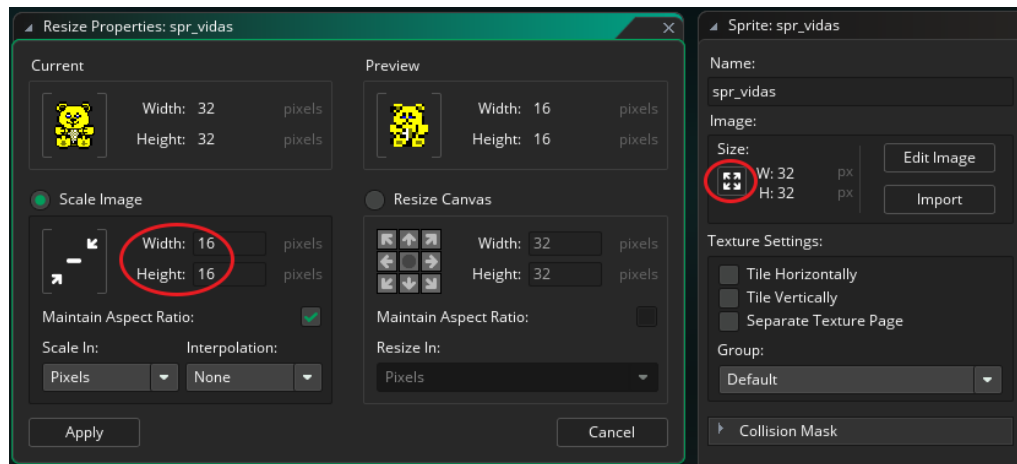 Resize Properties: spr_vidas
Current
Width: 32 pixels
Height: 32 pixels
Preview
Width: 16 pixels
Height: 16 pixels
Scale Image
Width: 16 pixels
Height: 16 pixels
Maintain Aspect Ratio:
Scale In: Interpolation:
Pixels None
Resize Canvas
Width: 32 pixels
Height: 32 pixels
Maintain Aspect Ratio:
Resize In:
Pixels
Apply Cancel
Sprite: spr_vidas
Name:
spr_vidas
Image:
Size:
W: 32 px
H: 32 px
Edit Image
Import
Texture Settings:
Tile Horizontally
Tile Vertically
Separate Texture Page
Group:
Default
Collision Mask